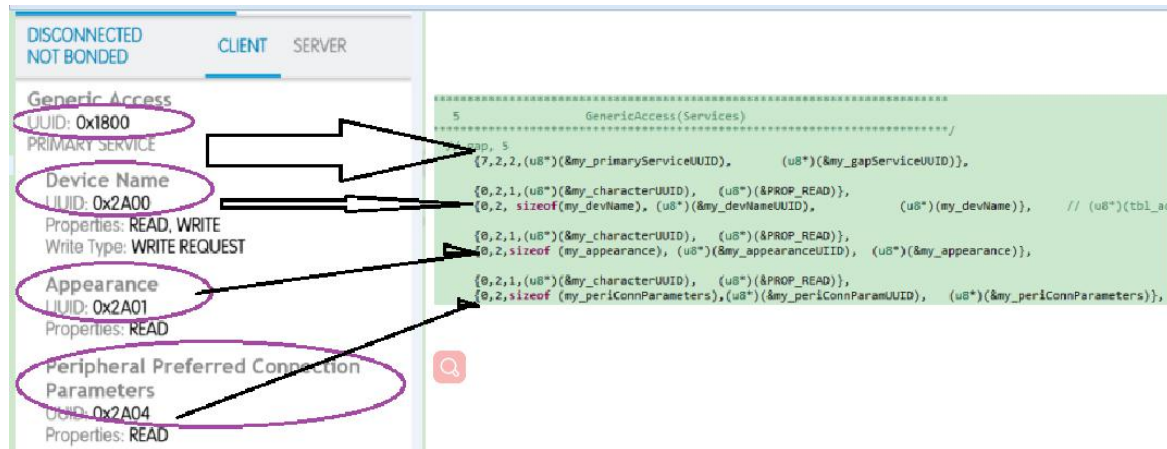 DISCONNECTED
NOT BONDED
CLIENT
SERVER
Generic Access
UUID: 0x1800
PRIMARY SERVICE
Device Name
UUID: 0x2A00
Properties: READ, WRITE
Write Type: WRITE REQUEST
Appearance
UUID: 0x2A01
Properties: READ
Peripheral Preferred Connection
Parameters
UUID: 0x2A04
Properties: READ
5 GenericAccess(Services)
gap, 5
{7,2,2,(u8*)(&my_primaryServiceUUID), (u8*)(&my_gapServiceUUID)},
{0,2,1,(u8*)(&my_characterUUID), (u8*)(&PROP_READ)},
{0,2, sizeof(my_devName), (u8*)(&my_devNameUUID), (u8*)(my_devName)}, // (u8*)(tbl_a
{0,2,1,(u8*)(&my_characterUUID), (u8*)(&PROP_READ)},
{0,2,sizeof (my_appearance), (u8*)(&my_appearanceUIID), (u8*)(&my_appearance)},
{0,2,1,(u8*)(&my_characterUUID), (u8*)(&PROP_READ)},
{0,2,sizeof (my_periConnParameters),(u8*)(&my_periConnParamUUID), (u8*)(&my_periConnParameters)},